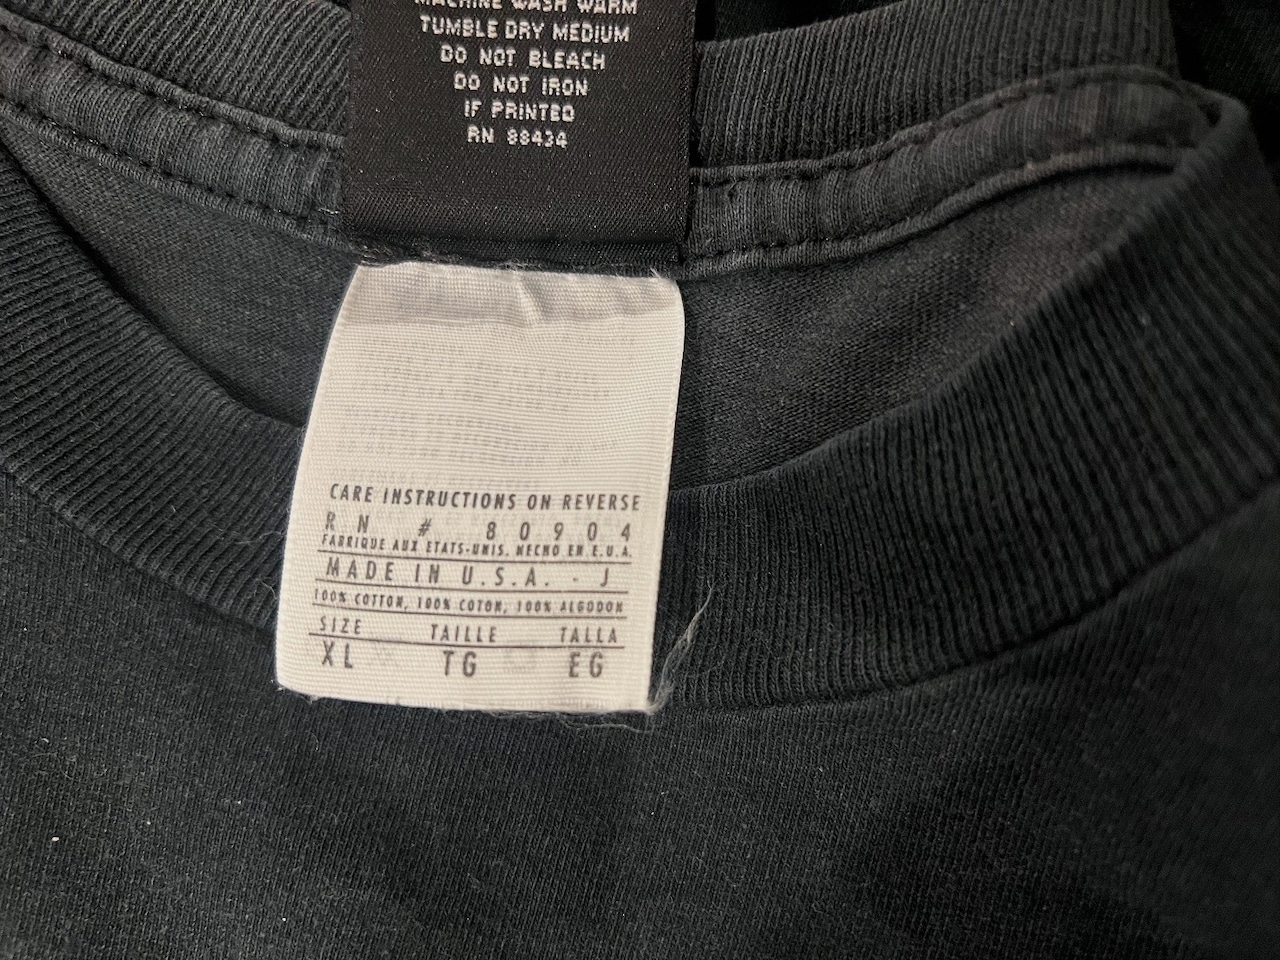 MACHINE WASH WARM
TUMBLE DRY MEDIUM
DO NOT BLEACH
DO NOT IRON
IF PRINTED
RN 88434
CARE INSTRUCTIONS ON REVERSE
RN # 80904
FABRIQUE AUX ETATS-UNIS. HECHO EN E.U.A.
MADE IN U.S.A. - J
100% COTTON, 100% COTON, 100% ALGODON
SIZE TAILLE TALLA
XL TG EG